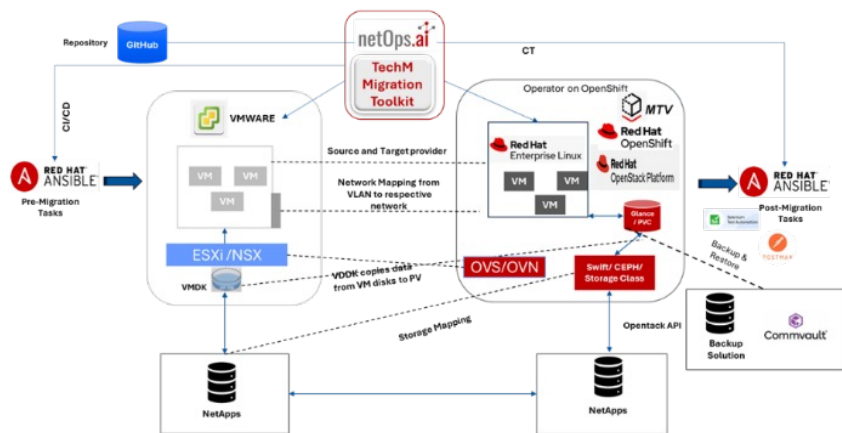 Repository
GitHub
netOps.ai
TechM
Migration
Toolkit
CT
CI/CD
VMWARE
Operator on OpenShift
MTV
Red Hat
OpenShift
Red Hat
Enterprise Linux
Red Hat
OpenStack Platform
Source and Target provider
VM
VM
VM
VM
VM
VM
Network Mapping from
VLAN to respective
network
A
RED HAT
ANSIBLE
Pre-Migration
Tasks
A
RED HAT
ANSIBLE
Post-Migration
Tasks
Glance
/ PVC
POSTMAN
Backup &
Restore
ESXi /NSX
VMDK
VDDK copies data
from VM disks to PV
OVS/OVN
Swift/ CEPH/
Storage Class
Storage Mapping
Opentack API
Backup
Solution
Commvault
NetApps
NetApps